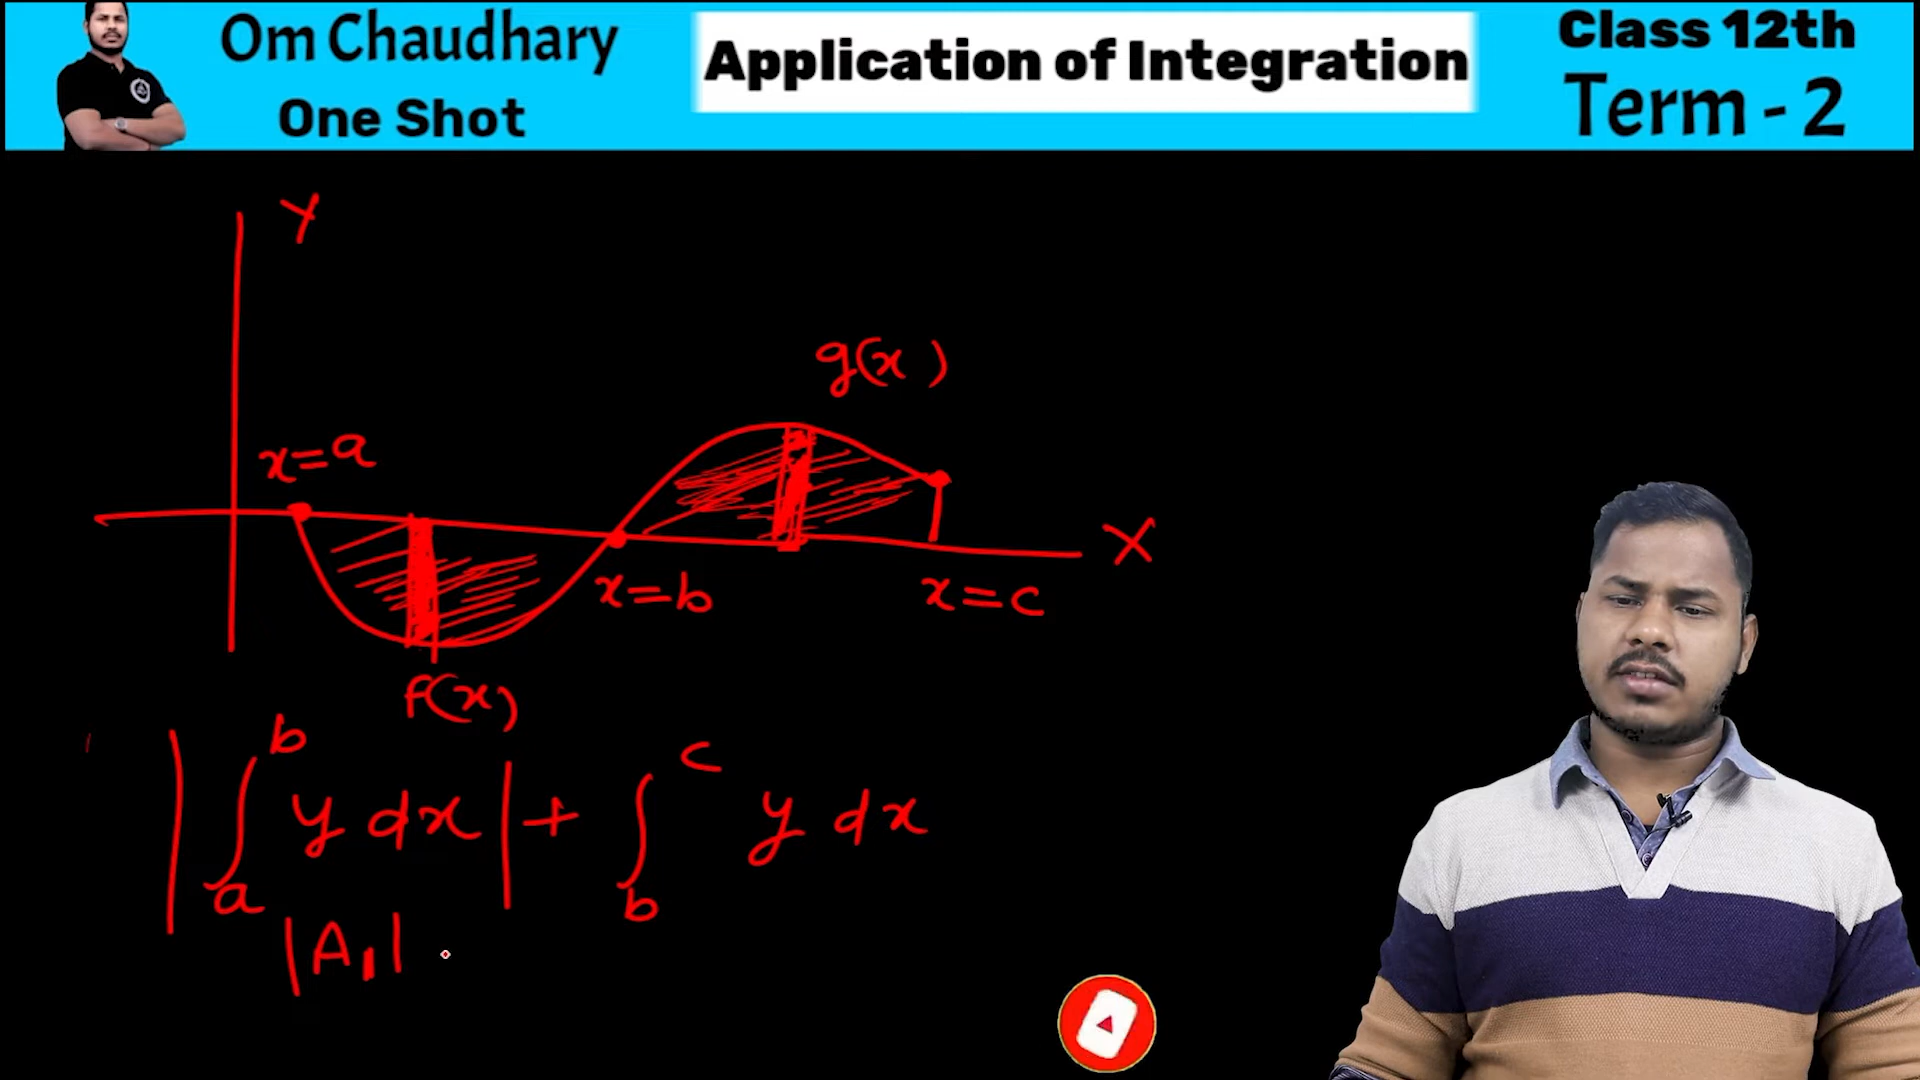 Om Chaudhary
One Shot
Application of Integration
Class 12th
Term - 2
Y
g(x)
x=a
X
x=b
x=c
f(x)
|∫ₐᵇ y dx| + ∫ᵦᶜ y dx
|A₁|